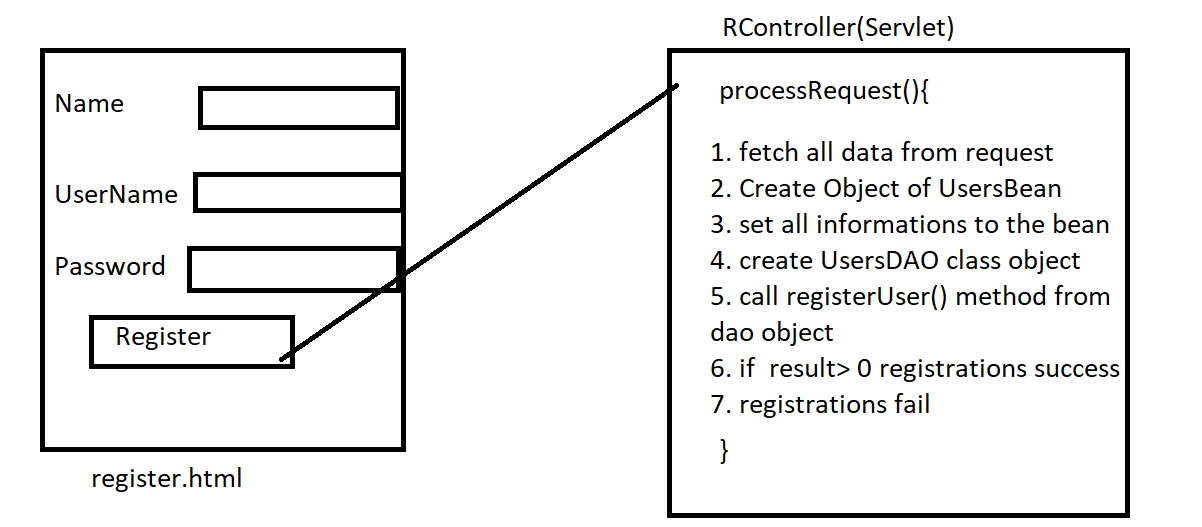 Name
UserName
Password
Register
register.html
RController(Servlet)
processRequest(){
1. fetch all data from request
2. Create Object of UsersBean
3. set all informations to the bean
4. create UsersDAO class object
5. call registerUser() method from
dao object
6. if  result> 0 registrations success
7. registrations fail
}